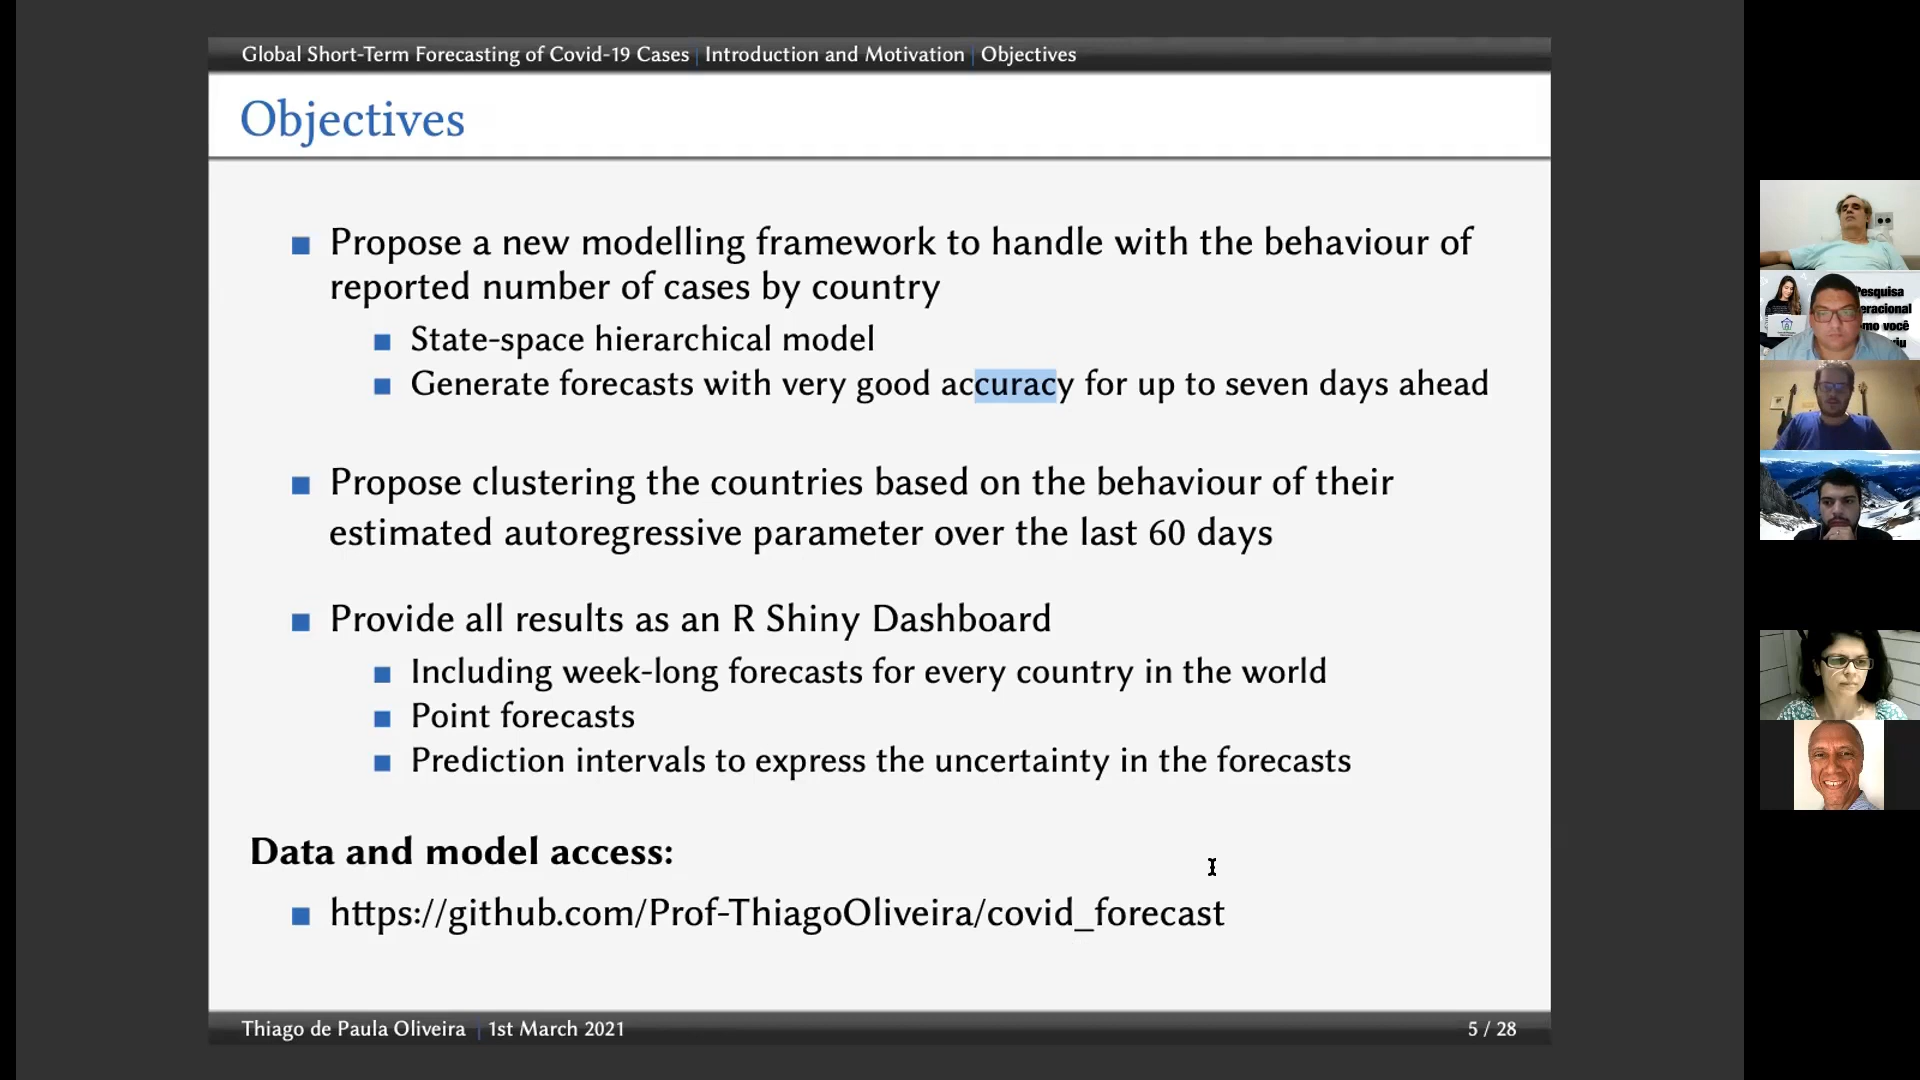 Global Short-Term Forecasting of Covid-19 Cases | Introduction and Motivation | Objectives
Objectives
Propose a new modelling framework to handle with the behaviour of
reported number of cases by country
State-space hierarchical model
Generate forecasts with very good accuracy for up to seven days ahead
Propose clustering the countries based on the behaviour of their
estimated autoregressive parameter over the last 60 days
Provide all results as an R Shiny Dashboard
Including week-long forecasts for every country in the world
Point forecasts
Prediction intervals to express the uncertainty in the forecasts
Data and model access:
https://github.com/Prof-ThiagoOliveira/covid_forecast
Thiago de Paula Oliveira | 1st March 2021
5 / 28
Pesquisa
você